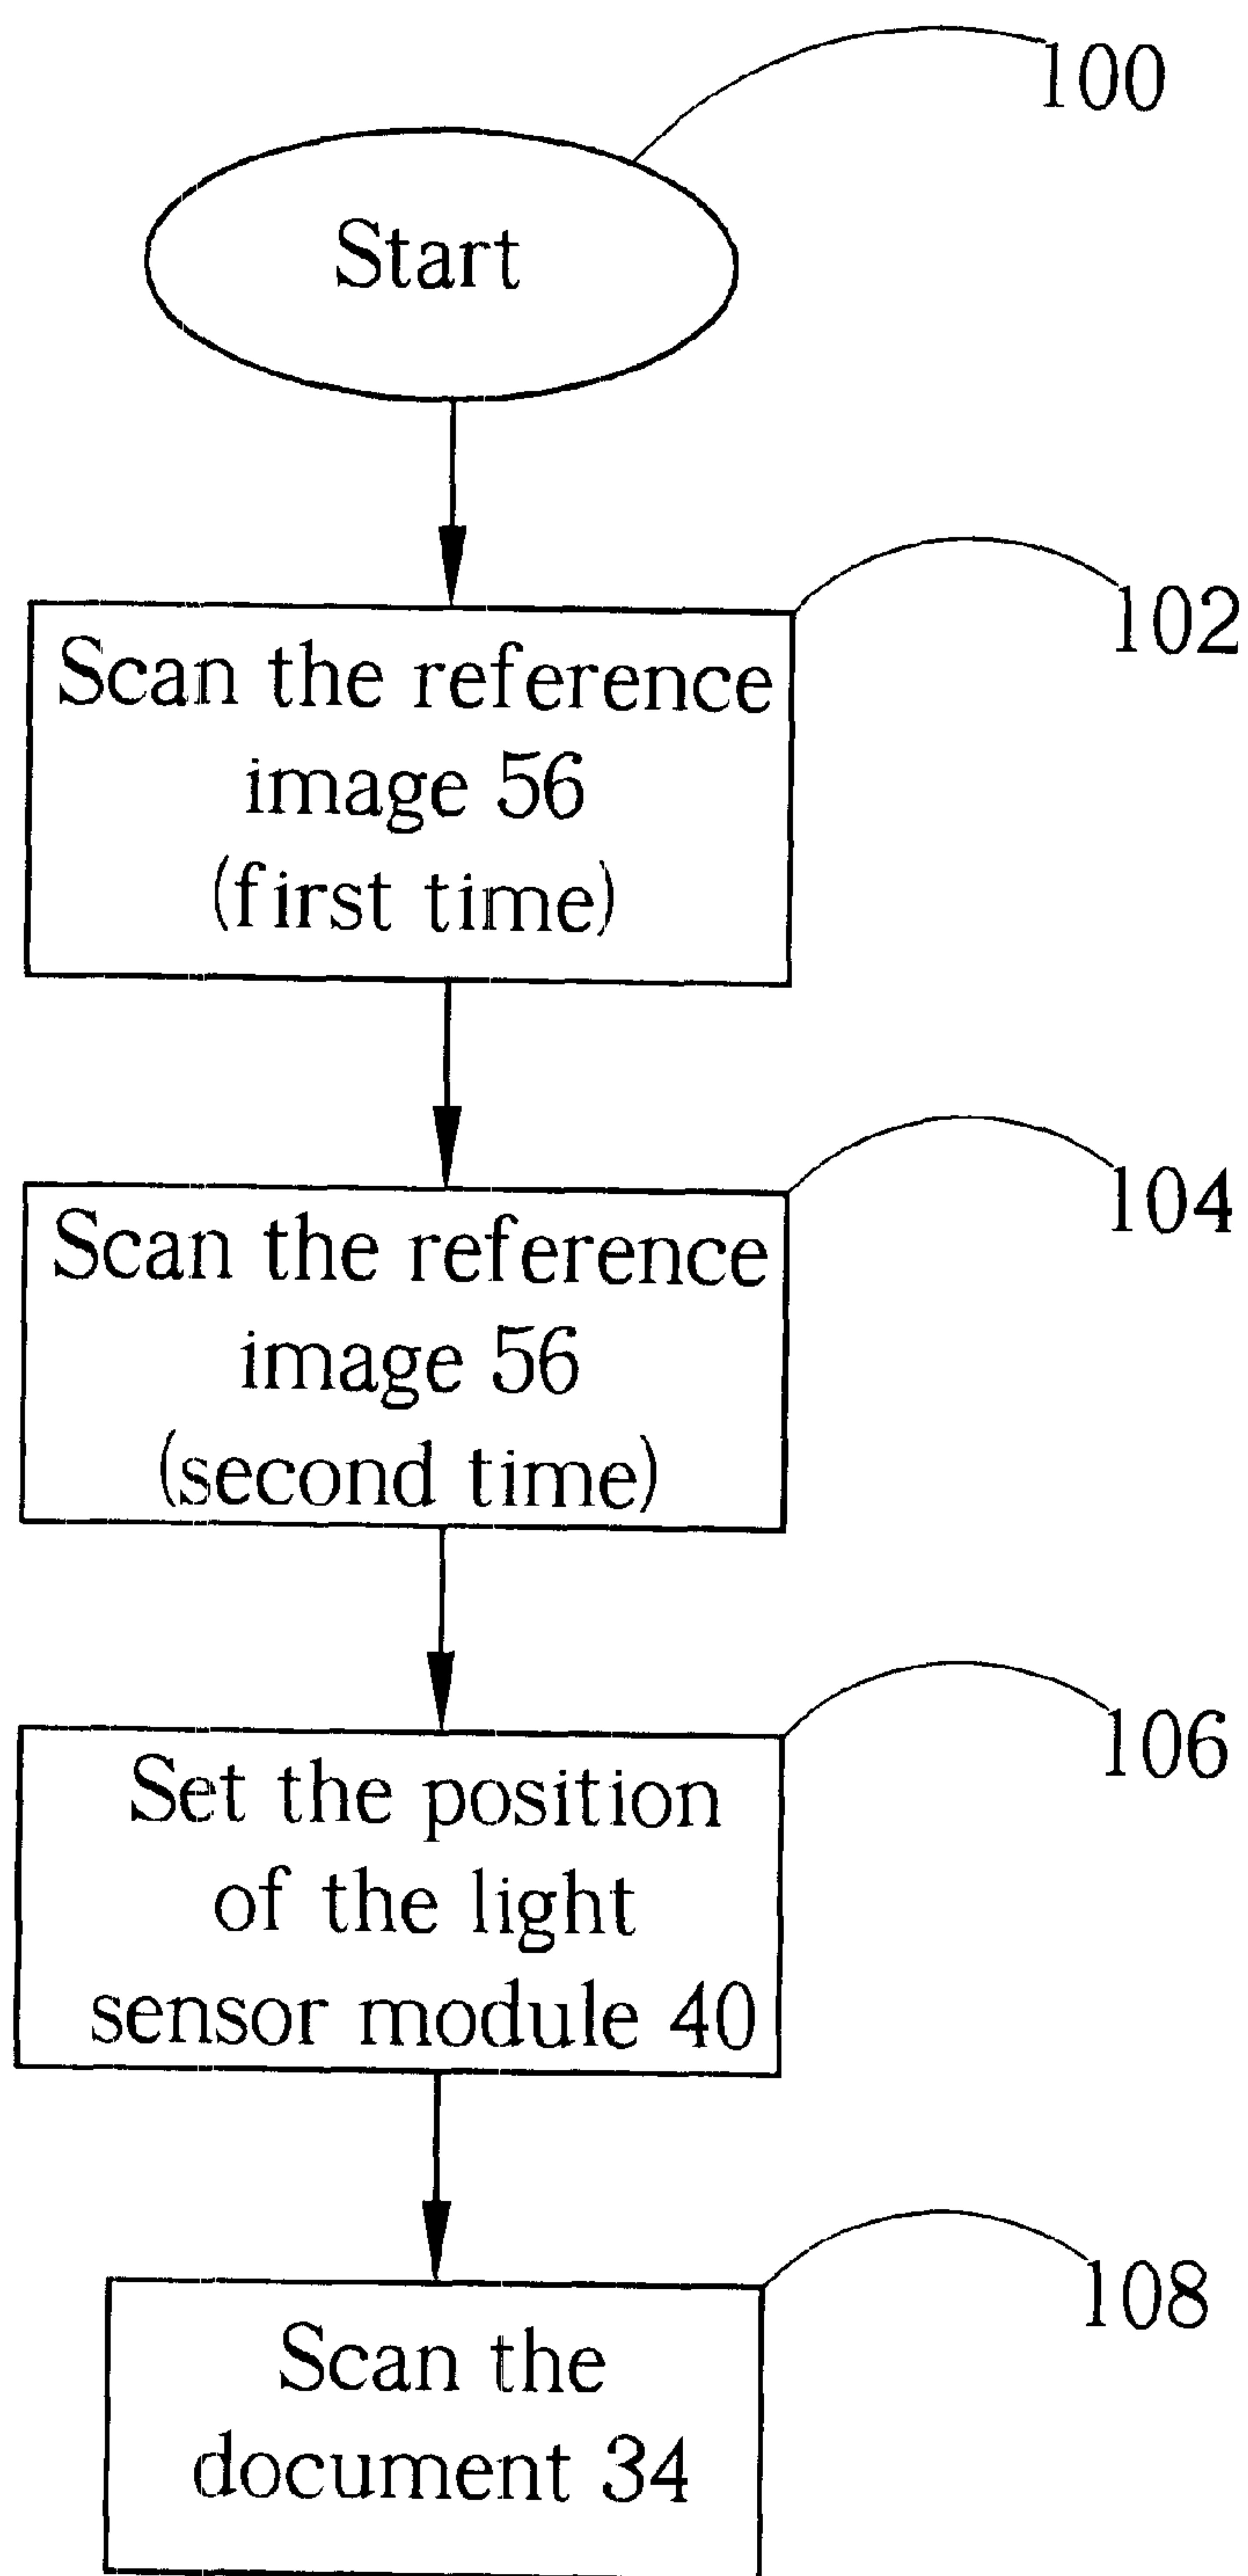 100
Start
102
Scan the reference
image 56
(first time)
104
Scan the reference
image 56
(second time)
106
Set the position
of the light
sensor module 40
108
Scan the
document 34